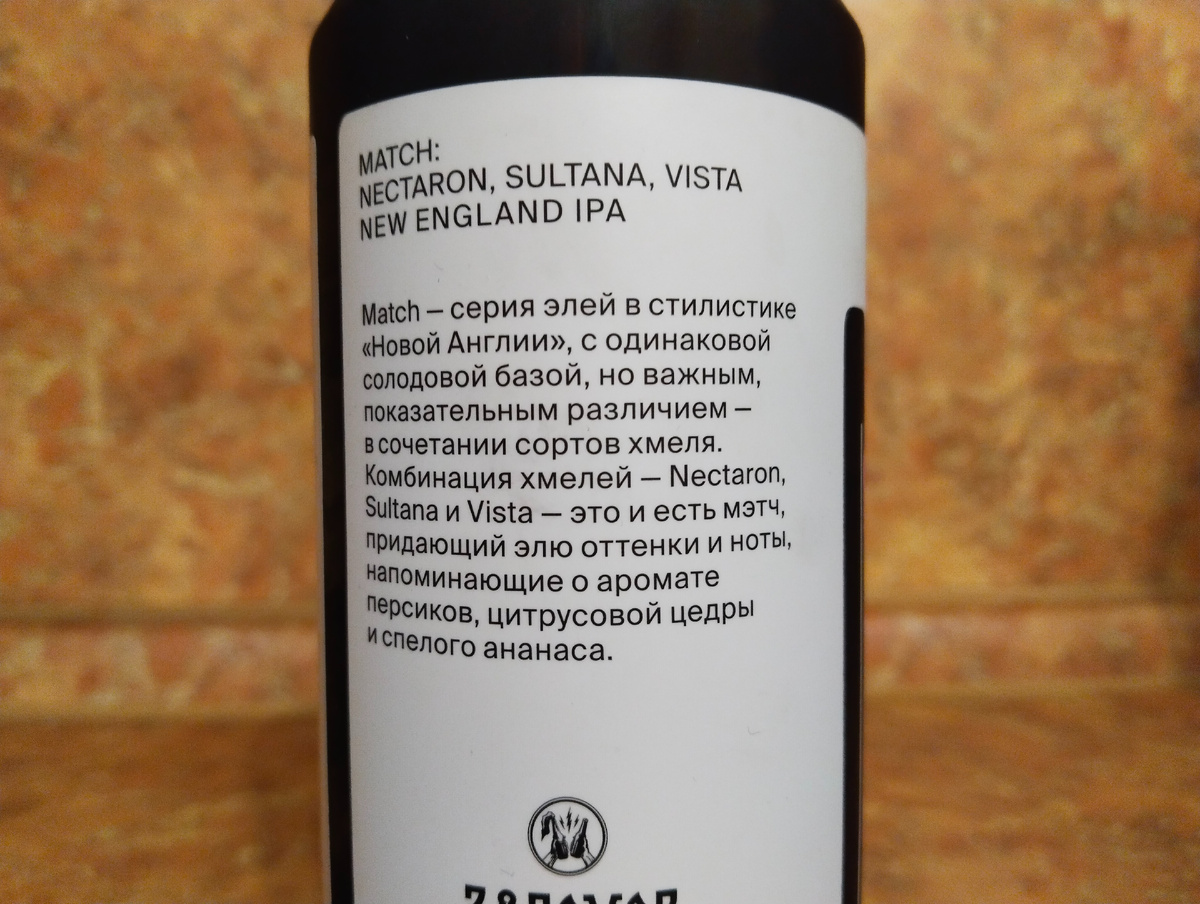 MATCH:
NECTARON, SULTANA, VISTA
NEW ENGLAND IPA
Match – серия элей в стилистике
«Новой Англии», с одинаковой
солодовой базой, но важным,
показательным различием –
в сочетании сортов хмеля.
Комбинация хмелей – Nectaron,
Sultana и Vista – это и есть мэтч,
придающий элю оттенки и ноты,
напоминающие о аромате
персиков, цитрусовой цедры
и спелого ананаса.